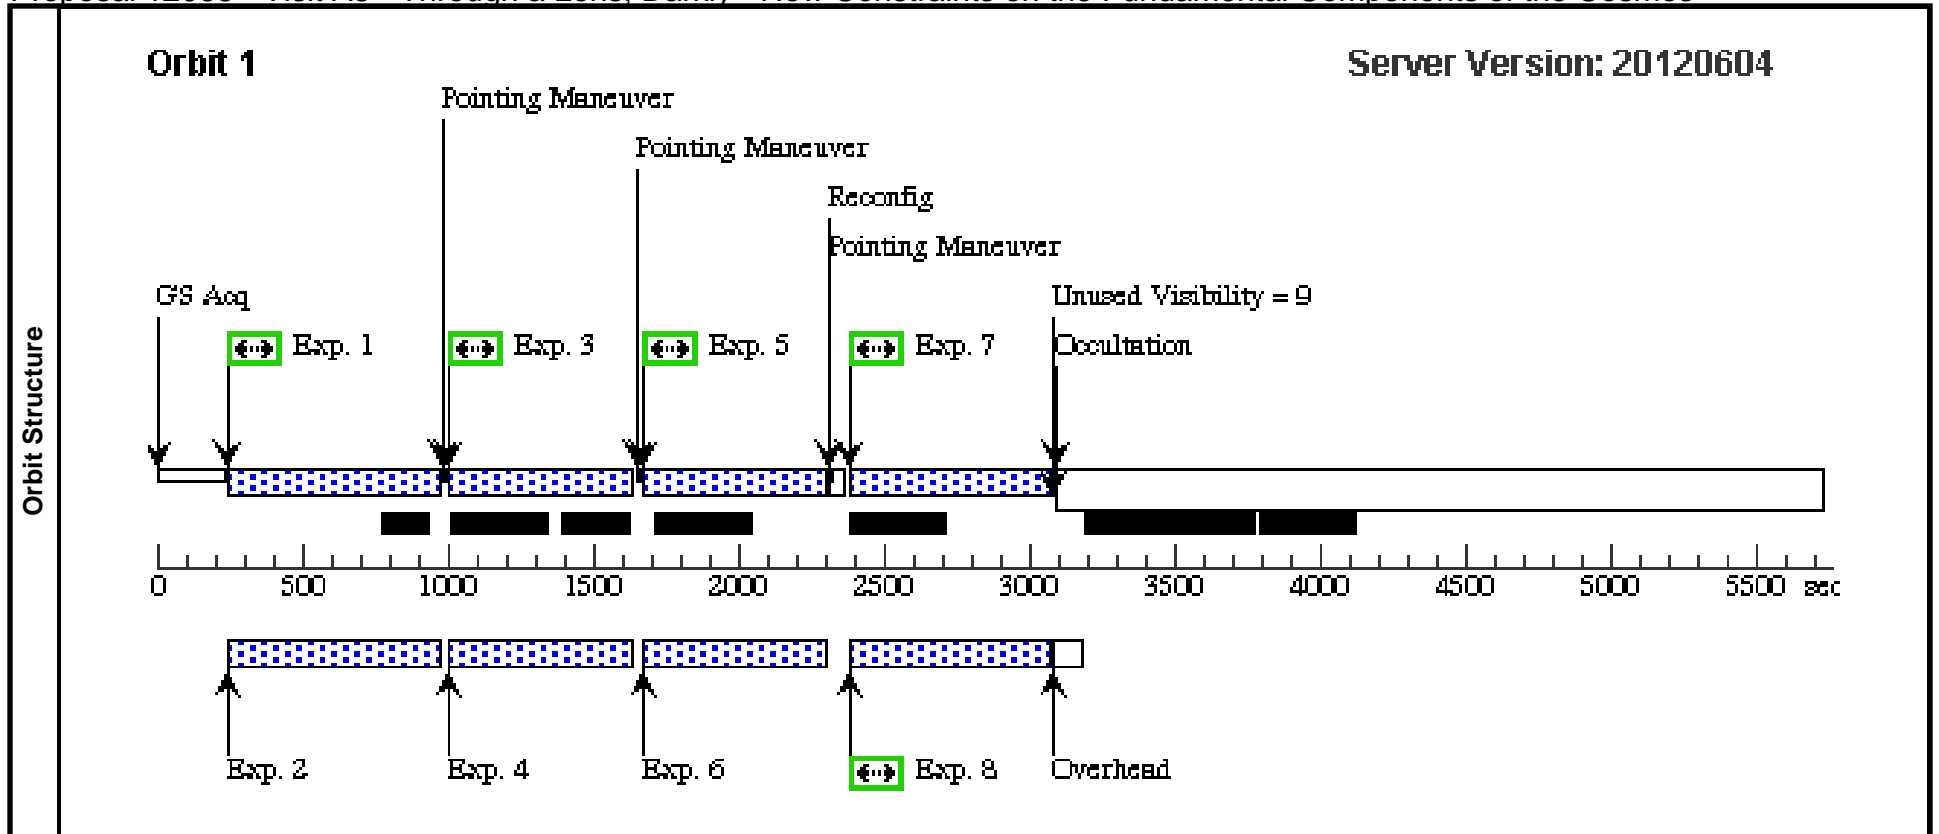 Orbit 1
Server Version: 20120604
Pointing Maneuver
Pointing Maneuver
Reconfig
Pointing Maneuver
GS Acq
Unused Visibility = 9
Exp. 1
Exp. 3
Exp. 5
Exp. 7
Occultation
Orbit Structure
0 500 1000 1500 2000 2500 3000 3500 4000 4500 5000 5500 sec
Exp. 2
Exp. 4
Exp. 6
Exp. 8
Overhead